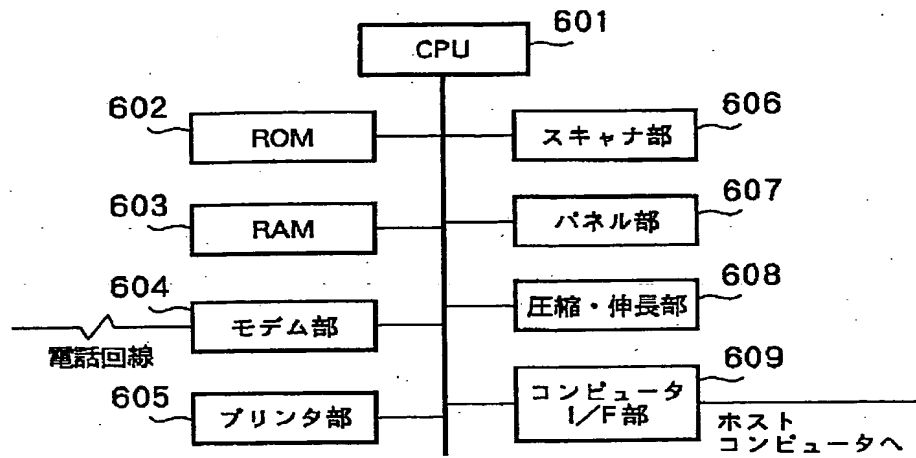 601
CPU
602
ROM
606
スキャナ部
603
RAM
607
パネル部
604
モデム部
電話回線
608
圧縮・伸長部
605
プリンタ部
609
コンピュータ
I/F部
ホスト
コンピュータへ